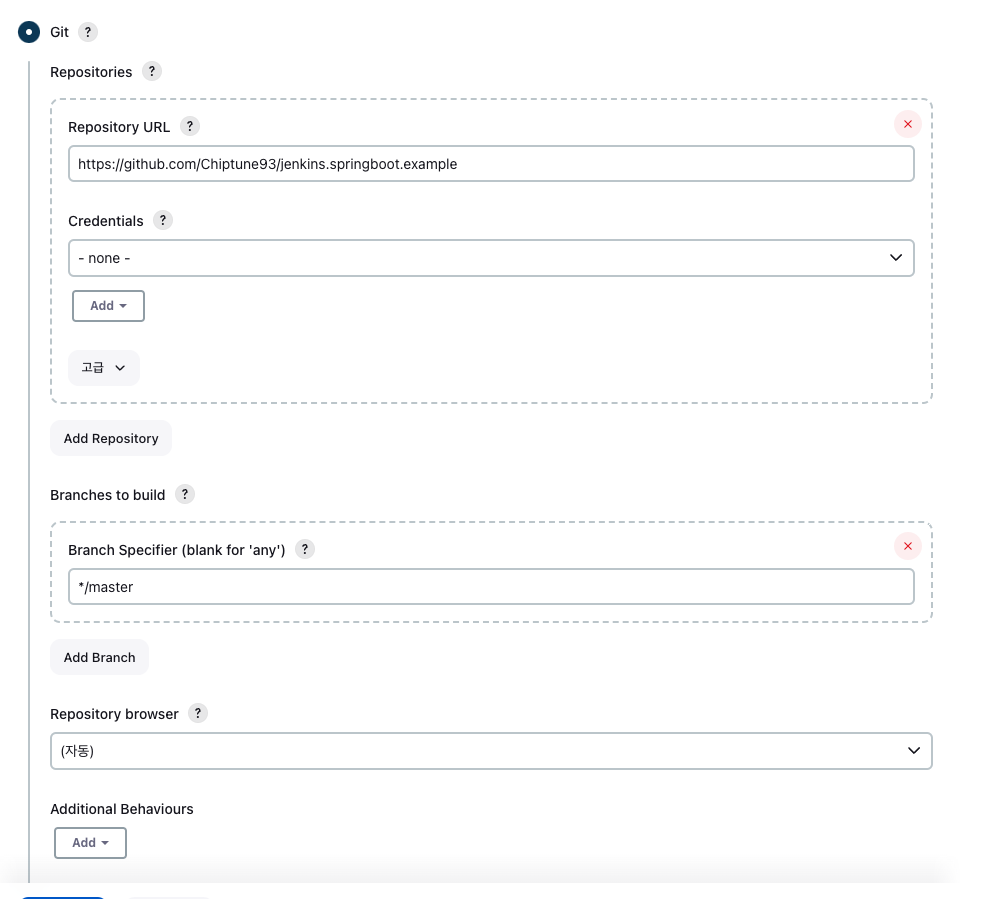 Git ?
Repositories ?
Repository URL ?
https://github.com/Chiptune93/jenkins.springboot.example
Credentials ?
- none -
Add
고급
Add Repository
Branches to build ?
Branch Specifier (blank for 'any') ?
*/master
Add Branch
Repository browser ?
(자동)
Additional Behaviours
Add